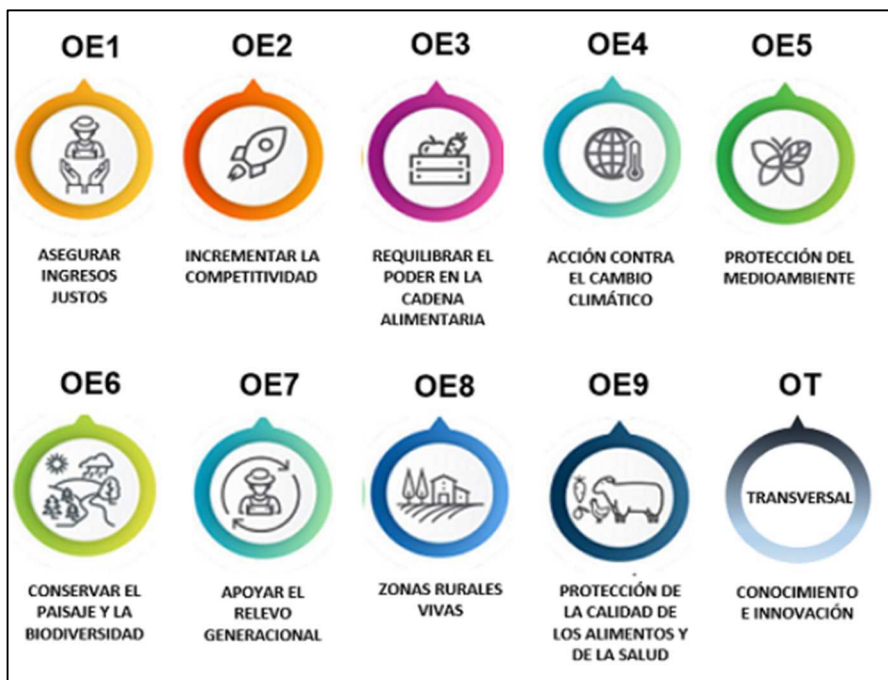 OE1
OE2
OE3
OE4
OE5
ASEGURAR
INGRESOS
JUSTOS
INCREMENTAR LA
COMPETITIVIDAD
REQUILIBRAR EL
PODER EN LA
CADENA
ALIMENTARIA
ACCIÓN CONTRA
EL CAMBIO
CLIMÁTICO
PROTECCIÓN DEL
MEDIOAMBIENTE
OE6
OE7
OE8
OE9
OT
TRANSVERSAL
CONSERVAR EL
PAISAJE Y LA
BIODIVERSIDAD
APOYAR EL
RELEVO
GENERACIONAL
ZONAS RURALES
VIVAS
PROTECCIÓN DE
LA CALIDAD DE
LOS ALIMENTOS Y
DE LA SALUD
CONOCIMIENTO
E INNOVACIÓN